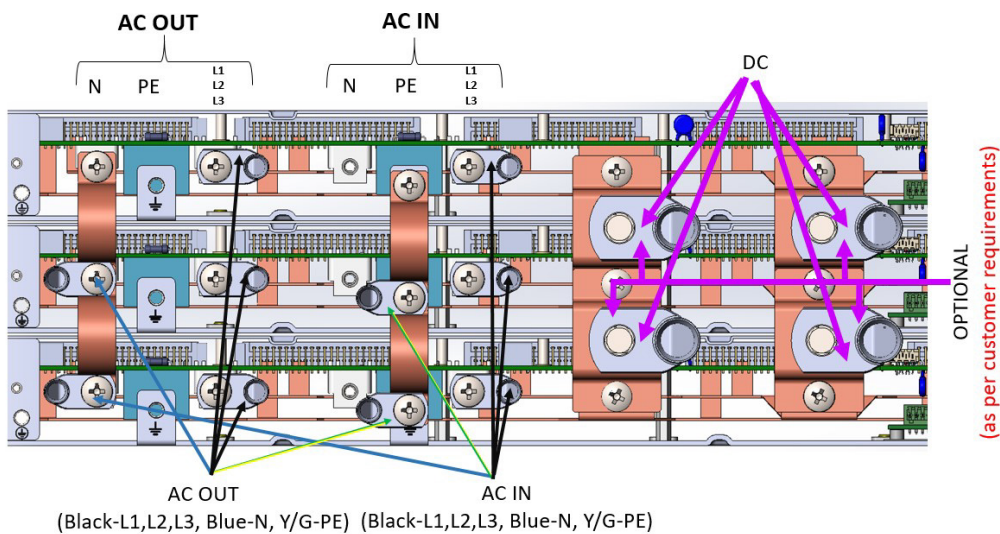 AC OUT
AC IN
N
PE
L1
L2
L3
N
PE
L1
L2
L3
DC
OPTIONAL
(as per customer requirements)
AC OUT
(Black-L1,L2,L3, Blue-N, Y/G-PE)
AC IN
(Black-L1,L2,L3, Blue-N, Y/G-PE)